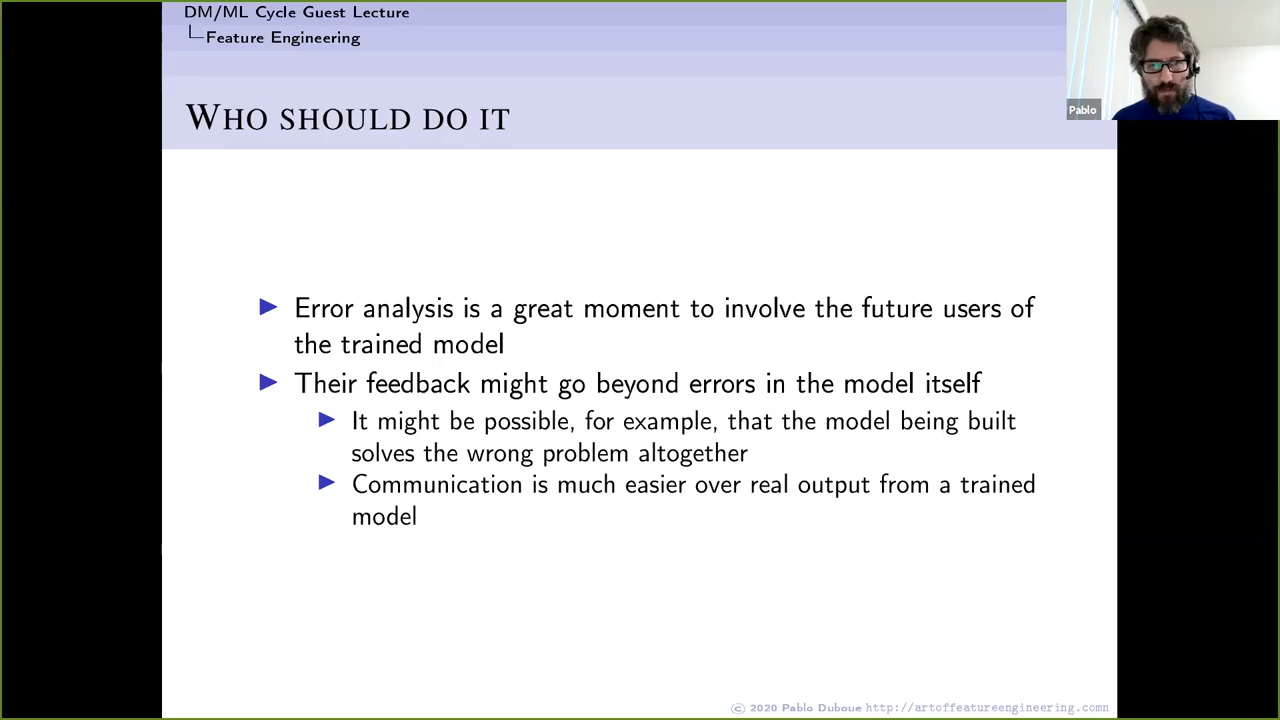 DM/ML Cycle Guest Lecture
Feature Engineering
WHO SHOULD DO IT
Pablo
Error analysis is a great moment to involve the future users of
the trained model
Their feedback might go beyond errors in the model itself
It might be possible, for example, that the model being built
solves the wrong problem altogether
Communication is much easier over real output from a trained
model
© 2020 Pablo Duboue http://artoffeatureengineering.comn